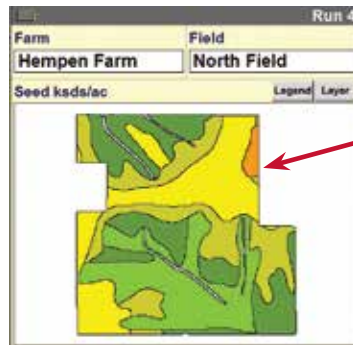 Run 4
Farm Field
Hempen Farm North Field
Seed ksds/ac Legend Layer